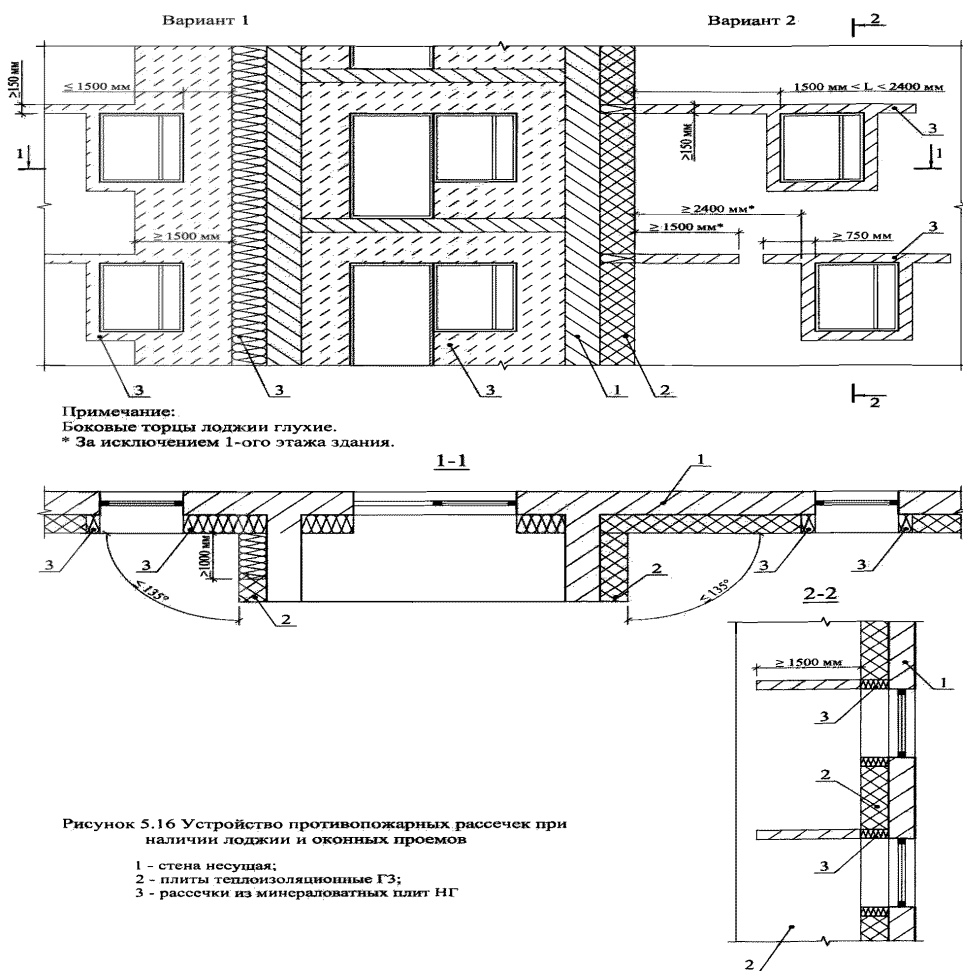 Вариант 1
Вариант 2
2
>150 мм
≤ 1500 мм
1500 мм < L < 2400 мм
3
1
≥150 мм
1
≥ 2400 мм*
≥1500 мм
≥ 1500 мм*
≥ 750 мм
3
3
3
3
1
2
2
Примечание:
Боковые торцы лоджии глухие.
* За исключением 1-ого этажа здания.
1-1
1
3
3
≥1000 мм
2
3
3
≤ 135°
≤ 135°
2
2-2
≥ 1500 мм
1
3
2
3
2
Рисунок 5.16 Устройство противопожарных рассечек при
наличии лоджии и оконных проемов
1 - стена несущая;
2 - плиты теплоизоляционные Г3;
3 - рассечки из минераловатных плит НГ